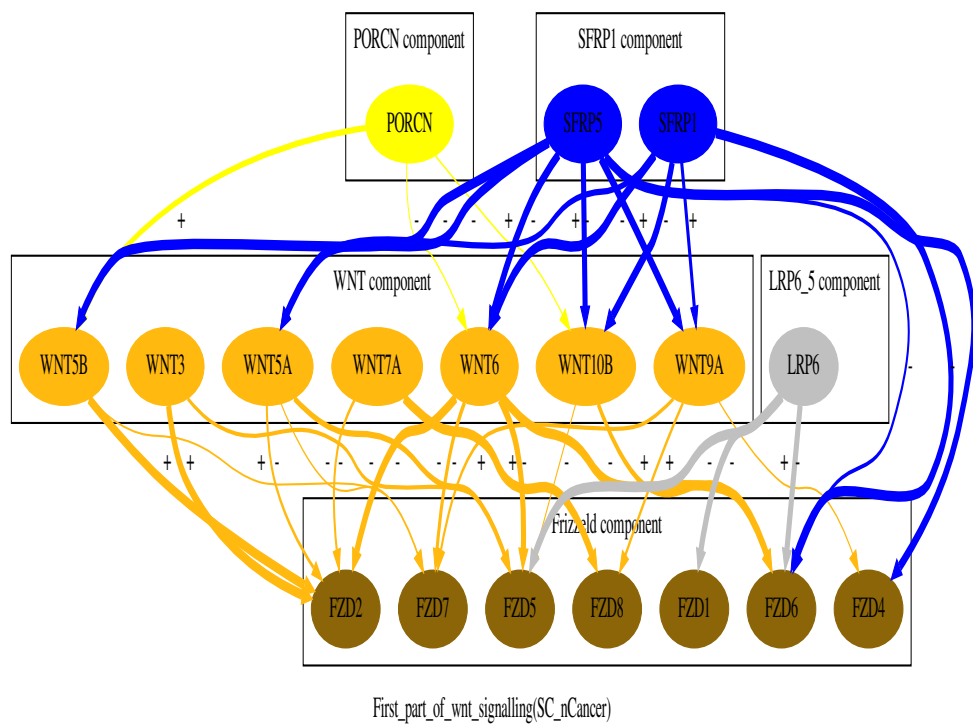 PORCN component SFRP1 component
PORCN SFRP5 SFRP1
+ - - - + - + - - + - +
WNT component LRP6_5 component
WNT5B WNT3 WNT5A WNT7A WNT6 WNT10B WNT9A LRP6
- -
+ + + - - - - - - - + + - - - + + - - + -
Frizzeld component
FZD2 FZD7 FZD5 FZD8 FZD1 FZD6 FZD4
First_part_of_wnt_signalling(SC_nCancer)